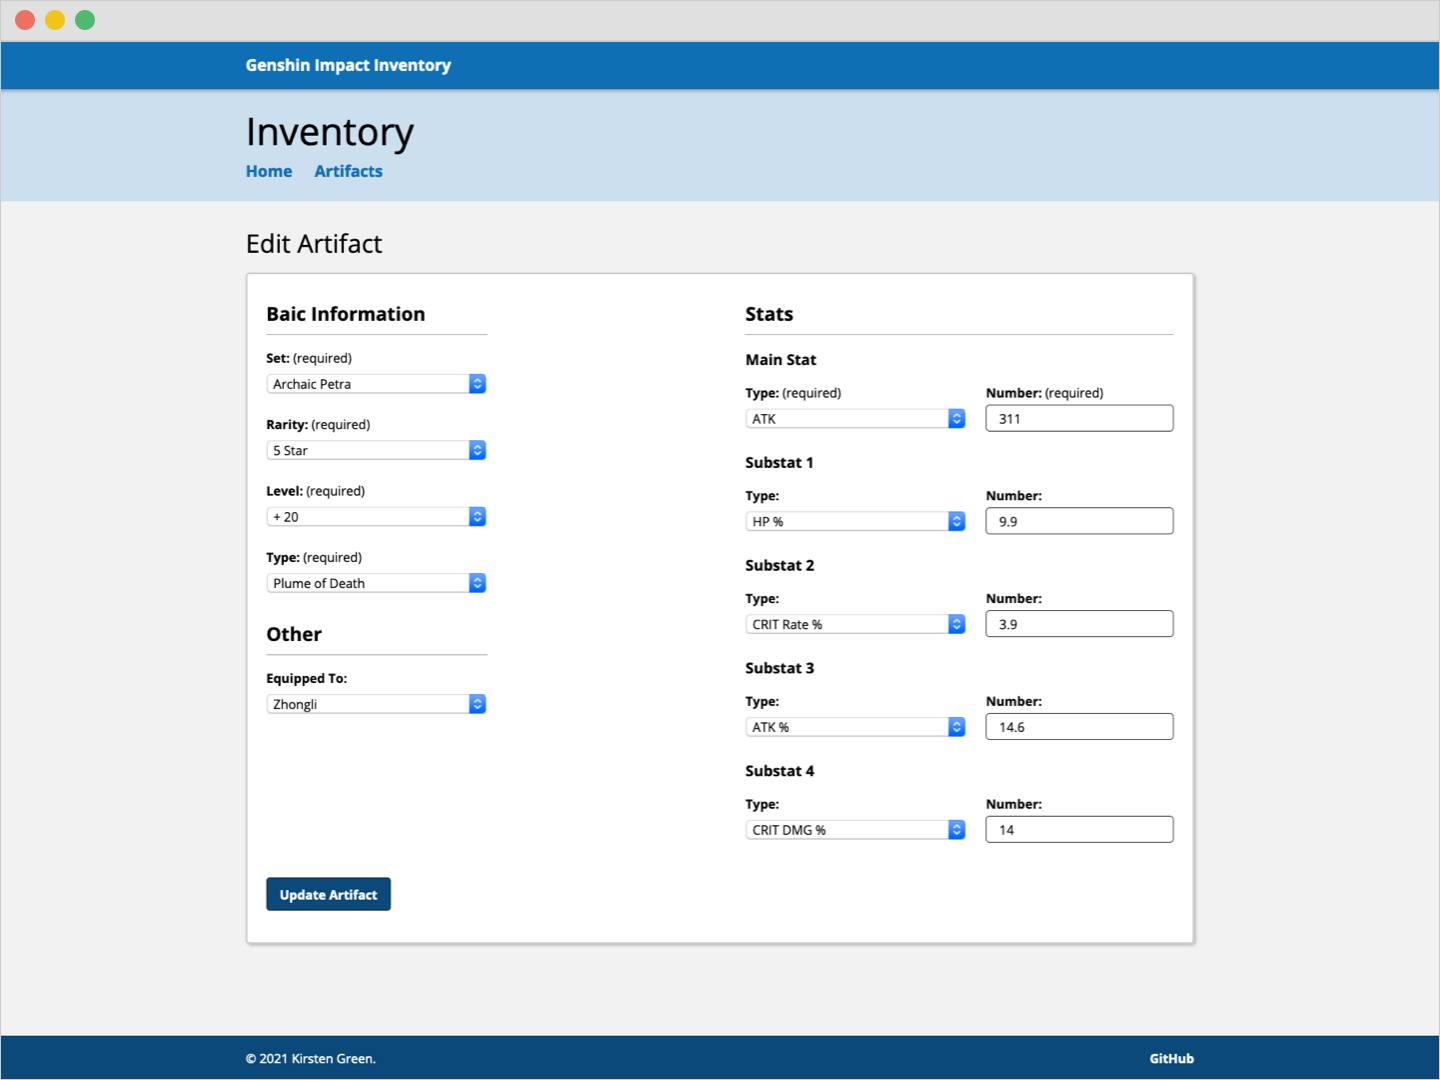 Genshin Impact Inventory
Inventory
Home Artifacts
Edit Artifact
Baic Information
Set: (required)
Archaic Petra
Rarity: (required)
5 Star
Level: (required)
+ 20
Type: (required)
Plume of Death
Other
Equipped To:
Zhongli
Stats
Main Stat
Type: (required) Number: (required)
ATK 311
Substat 1
Type: Number:
HP % 9.9
Substat 2
Type: Number:
CRIT Rate % 3.9
Substat 3
Type: Number:
ATK % 14.6
Substat 4
Type: Number:
CRIT DMG % 14
Update Artifact
© 2021 Kirsten Green. GitHub